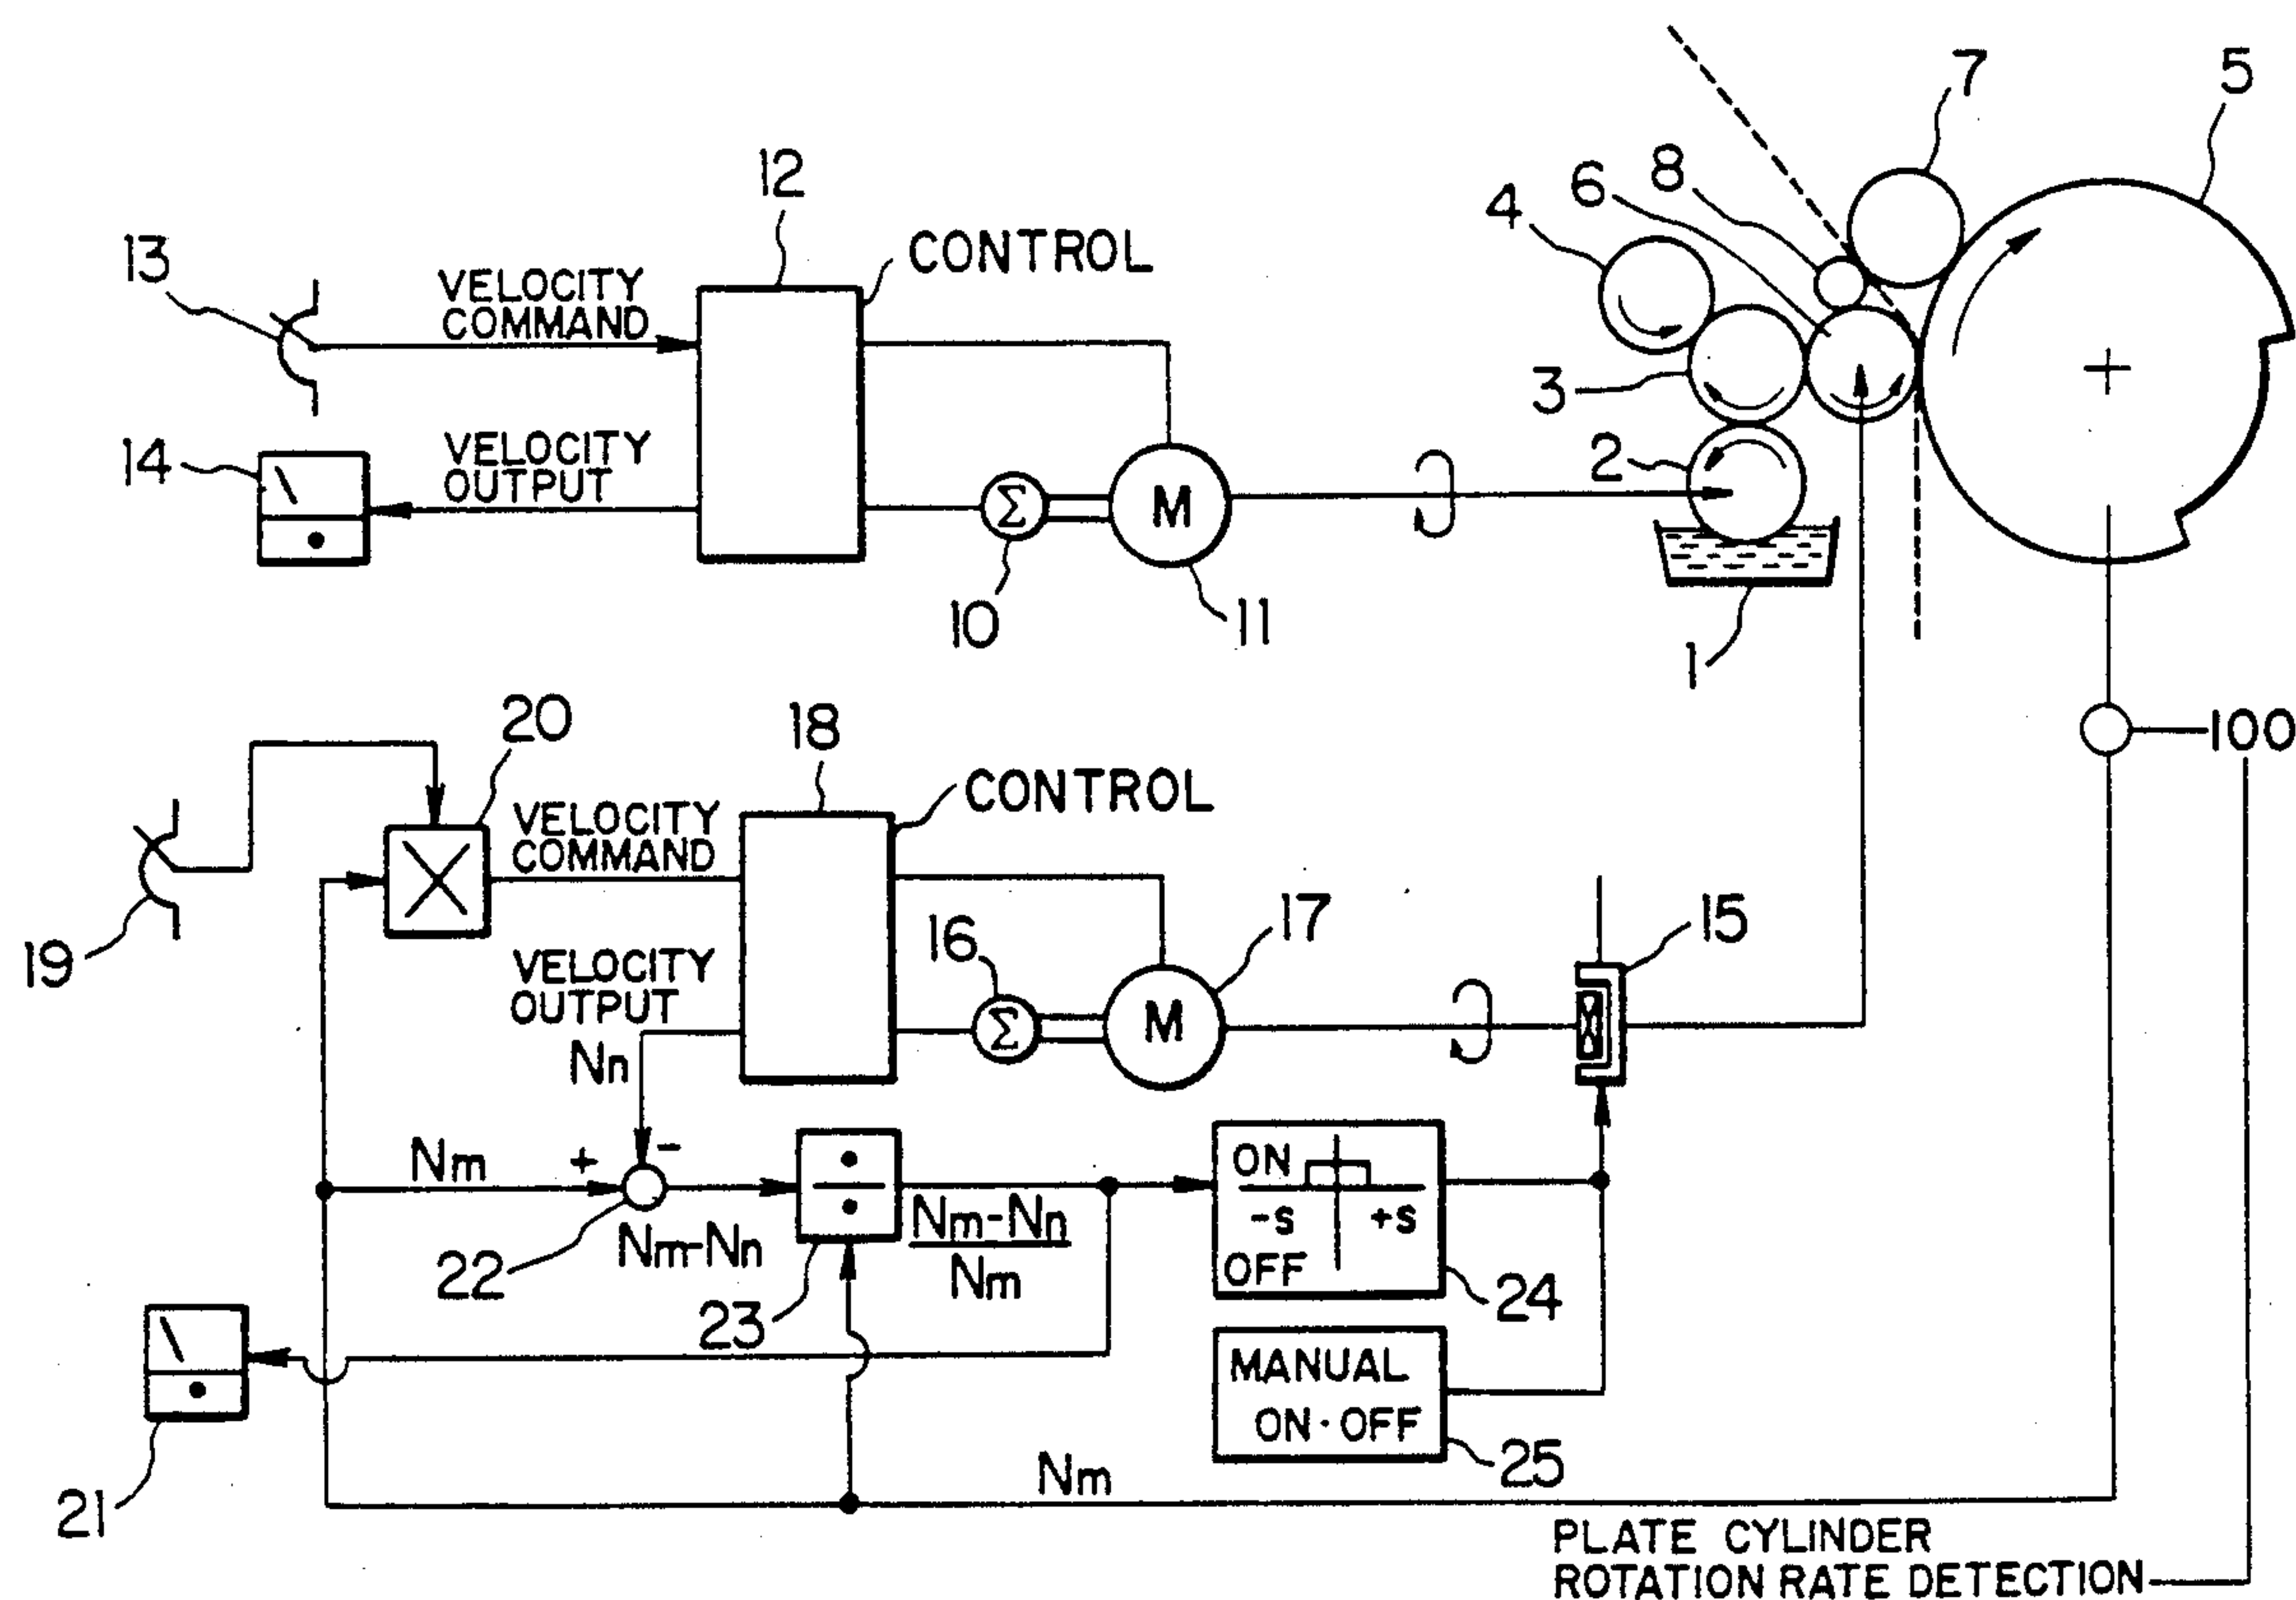 7
5
12
8
6
4
CONTROL
13
VELOCITY
COMMAND
3
14
VELOCITY
OUTPUT
Σ
M
2
10
11
1
20
18
100
CONTROL
VELOCITY
COMMAND
19
16
17
15
VELOCITY
OUTPUT
Σ
M
Nn
Nm
+
-
ON
-S +S
OFF
22
Nm-Nn
Nm-Nn
Nm
23
24
MANUAL
ON·OFF
25
21
Nm
PLATE CYLINDER
ROTATION RATE DETECTION